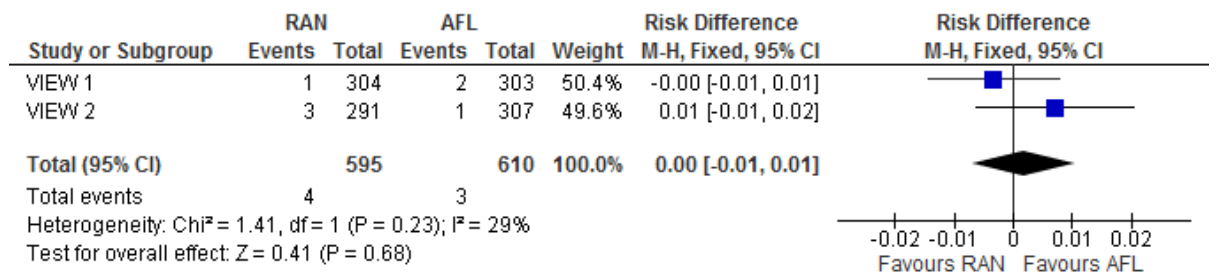 RAN AFL Risk Difference Risk Difference
Study or Subgroup Events Total Events Total Weight M-H, Fixed, 95% CI M-H, Fixed, 95% CI
VIEW 1 1 304 2 303 50.4% -0.00 [-0.01, 0.01]
VIEW 2 3 291 1 307 49.6% 0.01 [-0.01, 0.02]
Total (95% CI) 595 610 100.0% 0.00 [-0.01, 0.01]
Total events 4 3
Heterogeneity: Chi² = 1.41, df = 1 (P = 0.23); I² = 29%
Test for overall effect: Z = 0.41 (P = 0.68)
-0.02 -0.01 0 0.01 0.02
Favours RAN Favours AFL